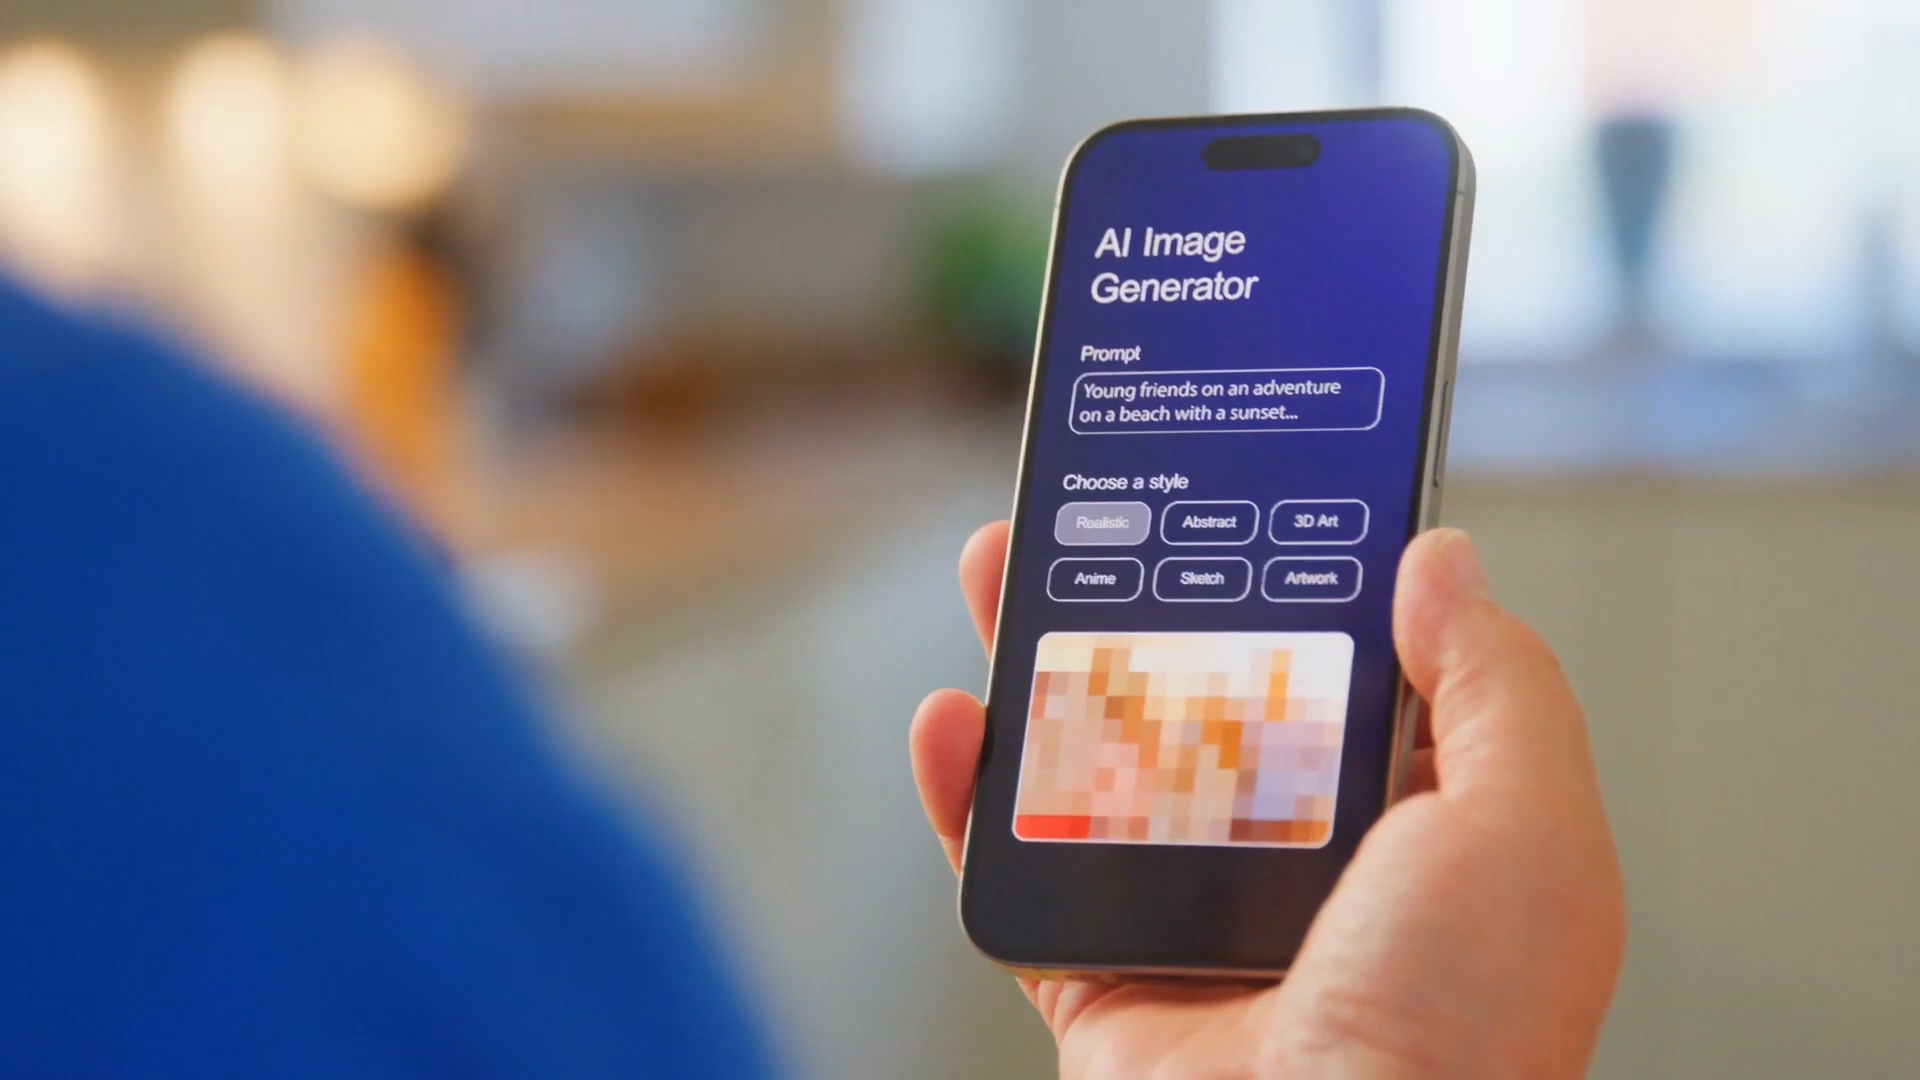 AI Image
Generator
Prompt
Young friends on an adventure
on a beach with a sunset...
Choose a style
Realistic
Abstract
3D Art
Anime
Sketch
Artwork